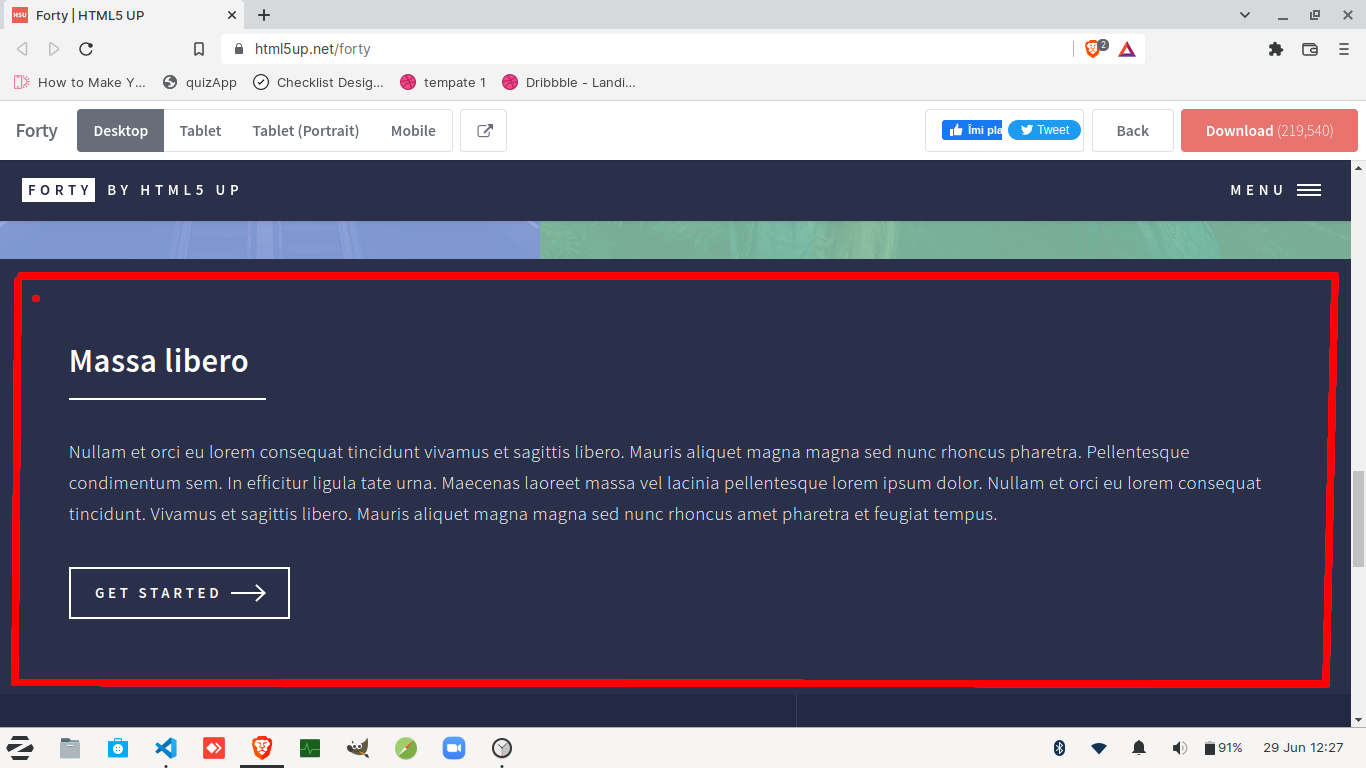 HSU Forty | HTML5 UP
html5up.net/forty 2
How to Make Y... quizApp Checklist Desig... tempate 1 Dribbble - Landi...
Forty Desktop Tablet Tablet (Portrait) Mobile Îmi pla Tweet Back Download (219,540)
FORTY BY HTML5 UP MENU
Massa libero
Nullam et orci eu lorem consequat tincidunt vivamus et sagittis libero. Mauris aliquet magna magna sed nunc rhoncus pharetra. Pellentesque
condimentum sem. In efficitur ligula tate urna. Maecenas laoreet massa vel lacinia pellentesque lorem ipsum dolor. Nullam et orci eu lorem consequat
tincidunt. Vivamus et sagittis libero. Mauris aliquet magna magna sed nunc rhoncus amet pharetra et feugiat tempus.
GET STARTED
91% 29 Jun 12:27